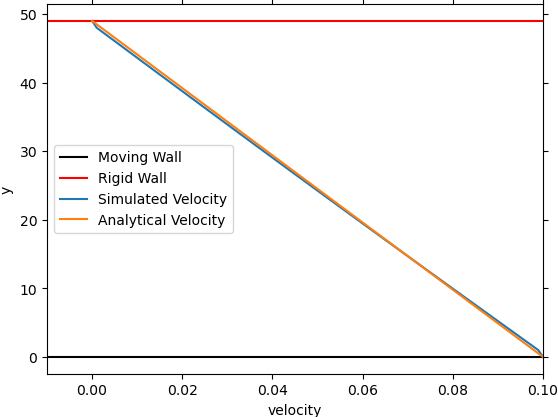 50
40
30
20
10
0
y
Moving Wall
Rigid Wall
Simulated Velocity
Analytical Velocity
0.00 0.02 0.04 0.06 0.08 0.10
velocity